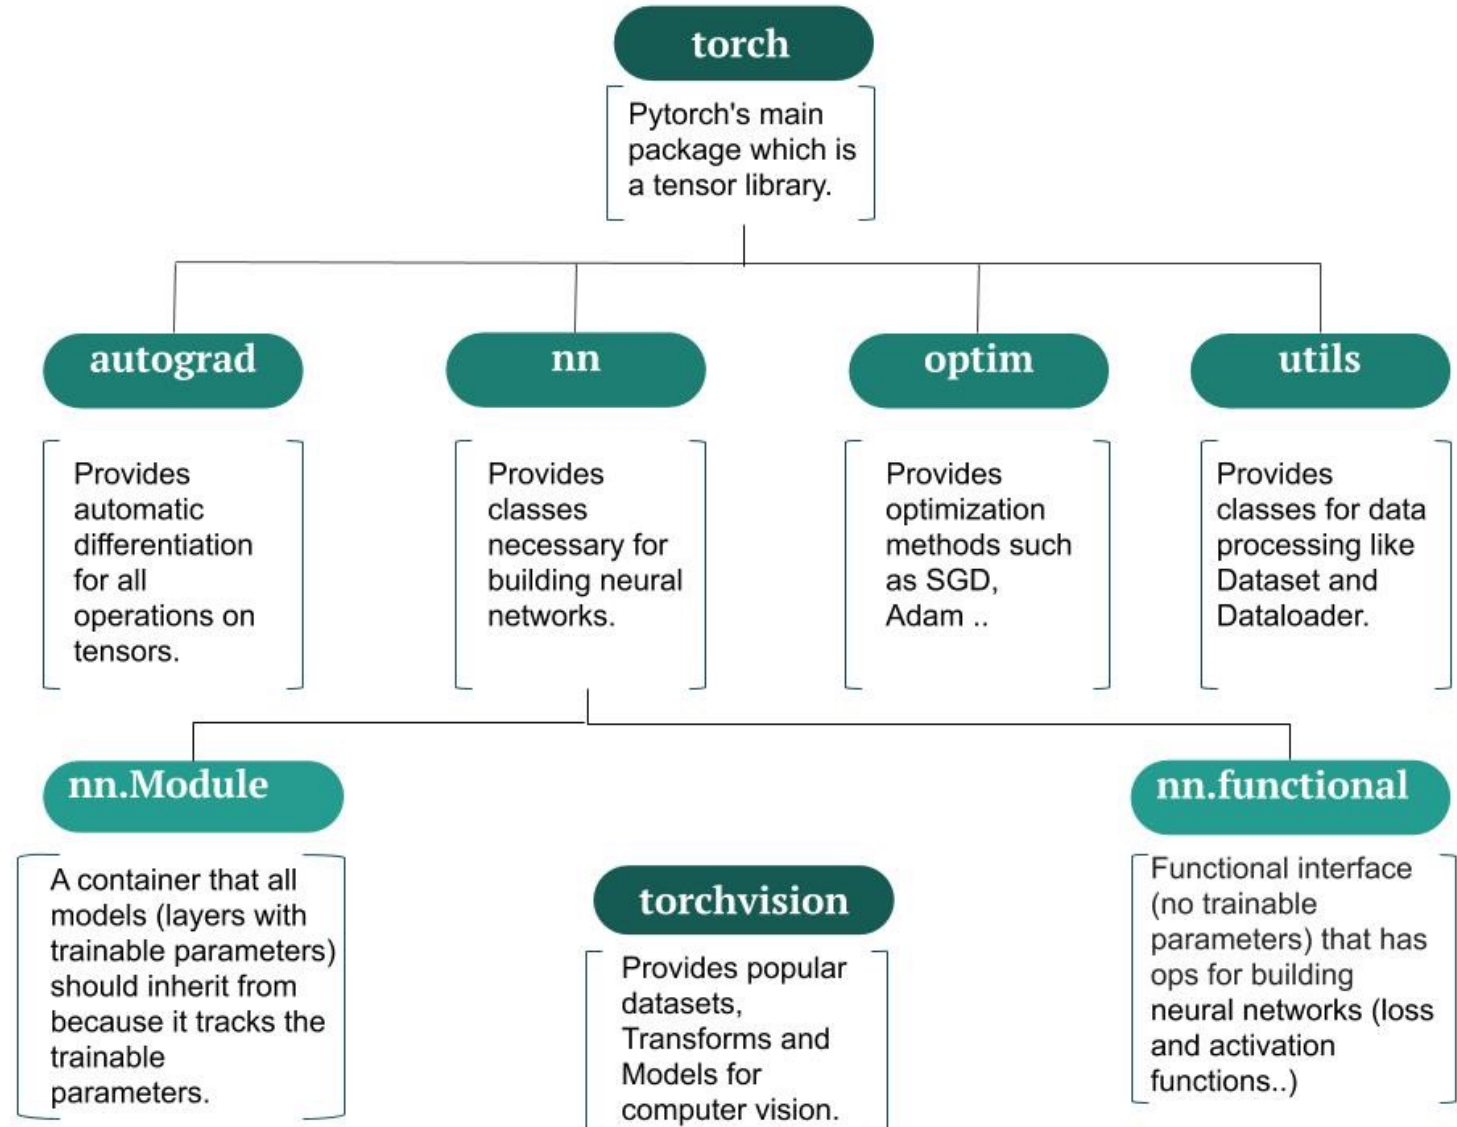 torch
Pytorch's main
package which is
a tensor library.
autograd
Provides
automatic
differentiation
for all
operations on
tensors.
nn
Provides
classes
necessary for
building neural
networks.
optim
Provides
optimization
methods such
as SGD,
Adam ..
utils
Provides
classes for data
processing like
Dataset and
Dataloader.
nn.Module
A container that all
models (layers with
trainable parameters)
should inherit from
because it tracks the
trainable
parameters.
torchvision
Provides popular
datasets,
Transforms and
Models for
computer vision.
nn.functional
Functional interface
(no trainable
parameters) that has
ops for building
neural networks (loss
and activation
functions..)